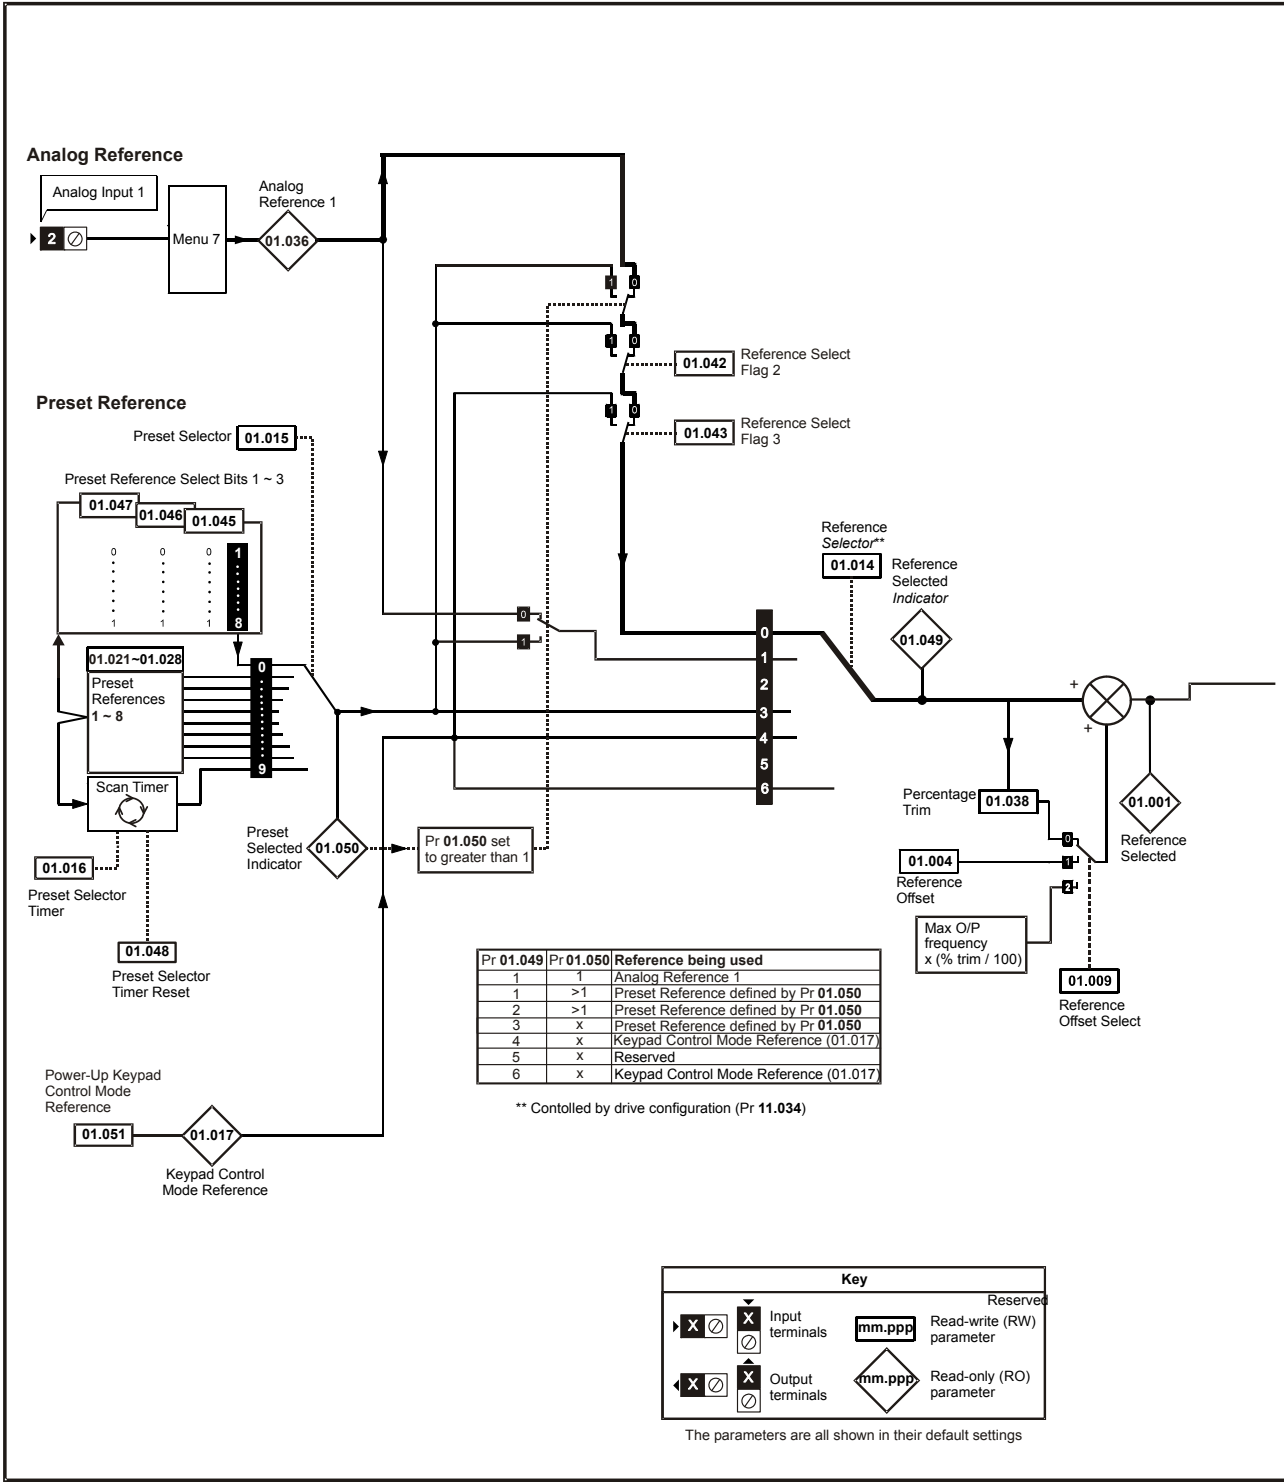 Analog Reference
Analog Input 1
2
Menu 7
Analog
Reference 1
01.036
1
0
1
0
01.042
Reference Select
Flag 2
1
0
01.043
Reference Select
Flag 3
Preset Reference
Preset Selector
01.015
Preset Reference Select Bits 1 ~ 3
01.047
01.046
01.045
0 0 0 1
1 1 1 8
01.021~01.028
Preset
References
1 ~ 8
0
9
Scan Timer
01.016
Preset Selector
Timer
01.048
Preset Selector
Timer Reset
Preset
Selected
Indicator
01.050
Pr 01.050 set
to greater than 1
0
1
0
1
2
3
4
5
6
Reference
Selector**
01.014
Reference
Selected
Indicator
01.049
+
+
Percentage
Trim
01.038
01.001
Reference
Selected
01.004
Reference
Offset
0
1
2
Max O/P
frequency
x (% trim / 100)
01.009
Reference
Offset Select
Pr 01.049 Pr 01.050 Reference being used
1 1 Analog Reference 1
1 >1 Preset Reference defined by Pr 01.050
2 >1 Preset Reference defined by Pr 01.050
3 x Preset Reference defined by Pr 01.050
4 x Keypad Control Mode Reference (01.017)
5 x Reserved
6 x Keypad Control Mode Reference (01.017)
** Contolled by drive configuration (Pr 11.034)
Power-Up Keypad
Control Mode
Reference
01.051
01.017
Keypad Control
Mode Reference
Key
Reserved
X
X
Input
terminals
mm.ppp
Read-write (RW)
parameter
X
X
Output
terminals
mm.ppp
Read-only (RO)
parameter
The parameters are all shown in their default settings